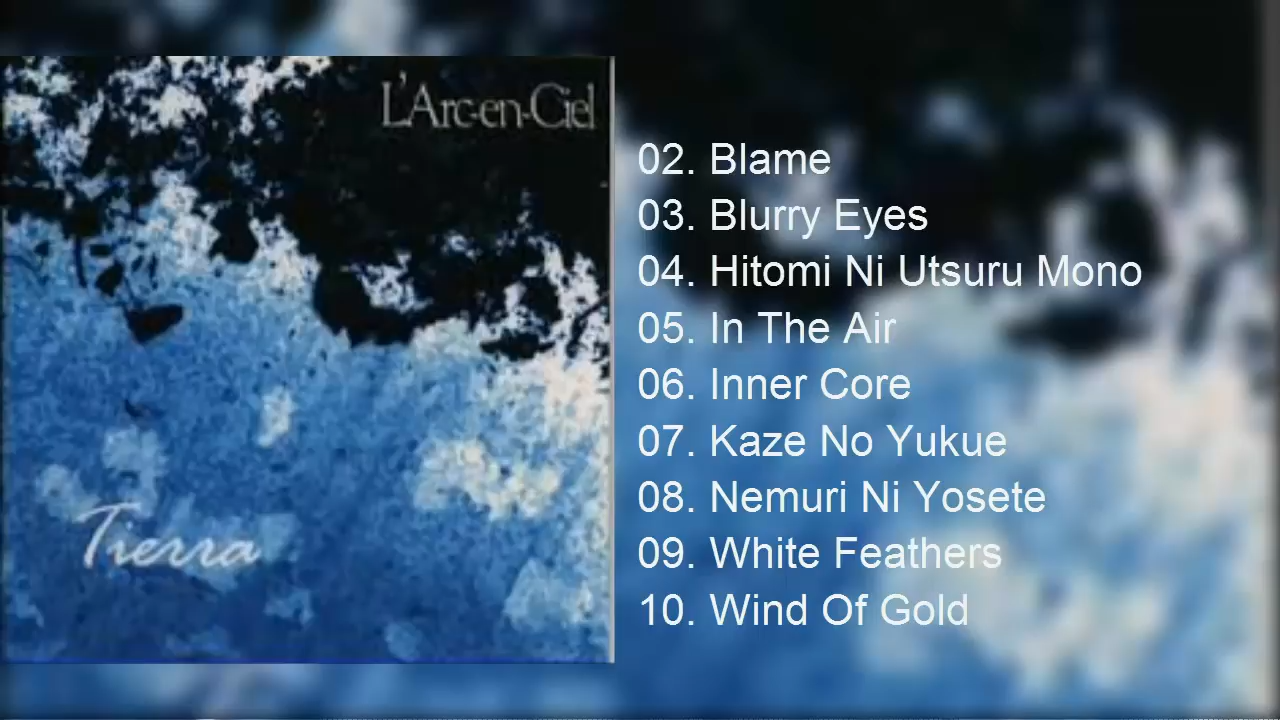 L'Arc-en-Ciel
Tierra
02. Blame
03. Blurry Eyes
04. Hitomi Ni Utsuru Mono
05. In The Air
06. Inner Core
07. Kaze No Yukue
08. Nemuri Ni Yosete
09. White Feathers
10. Wind Of Gold